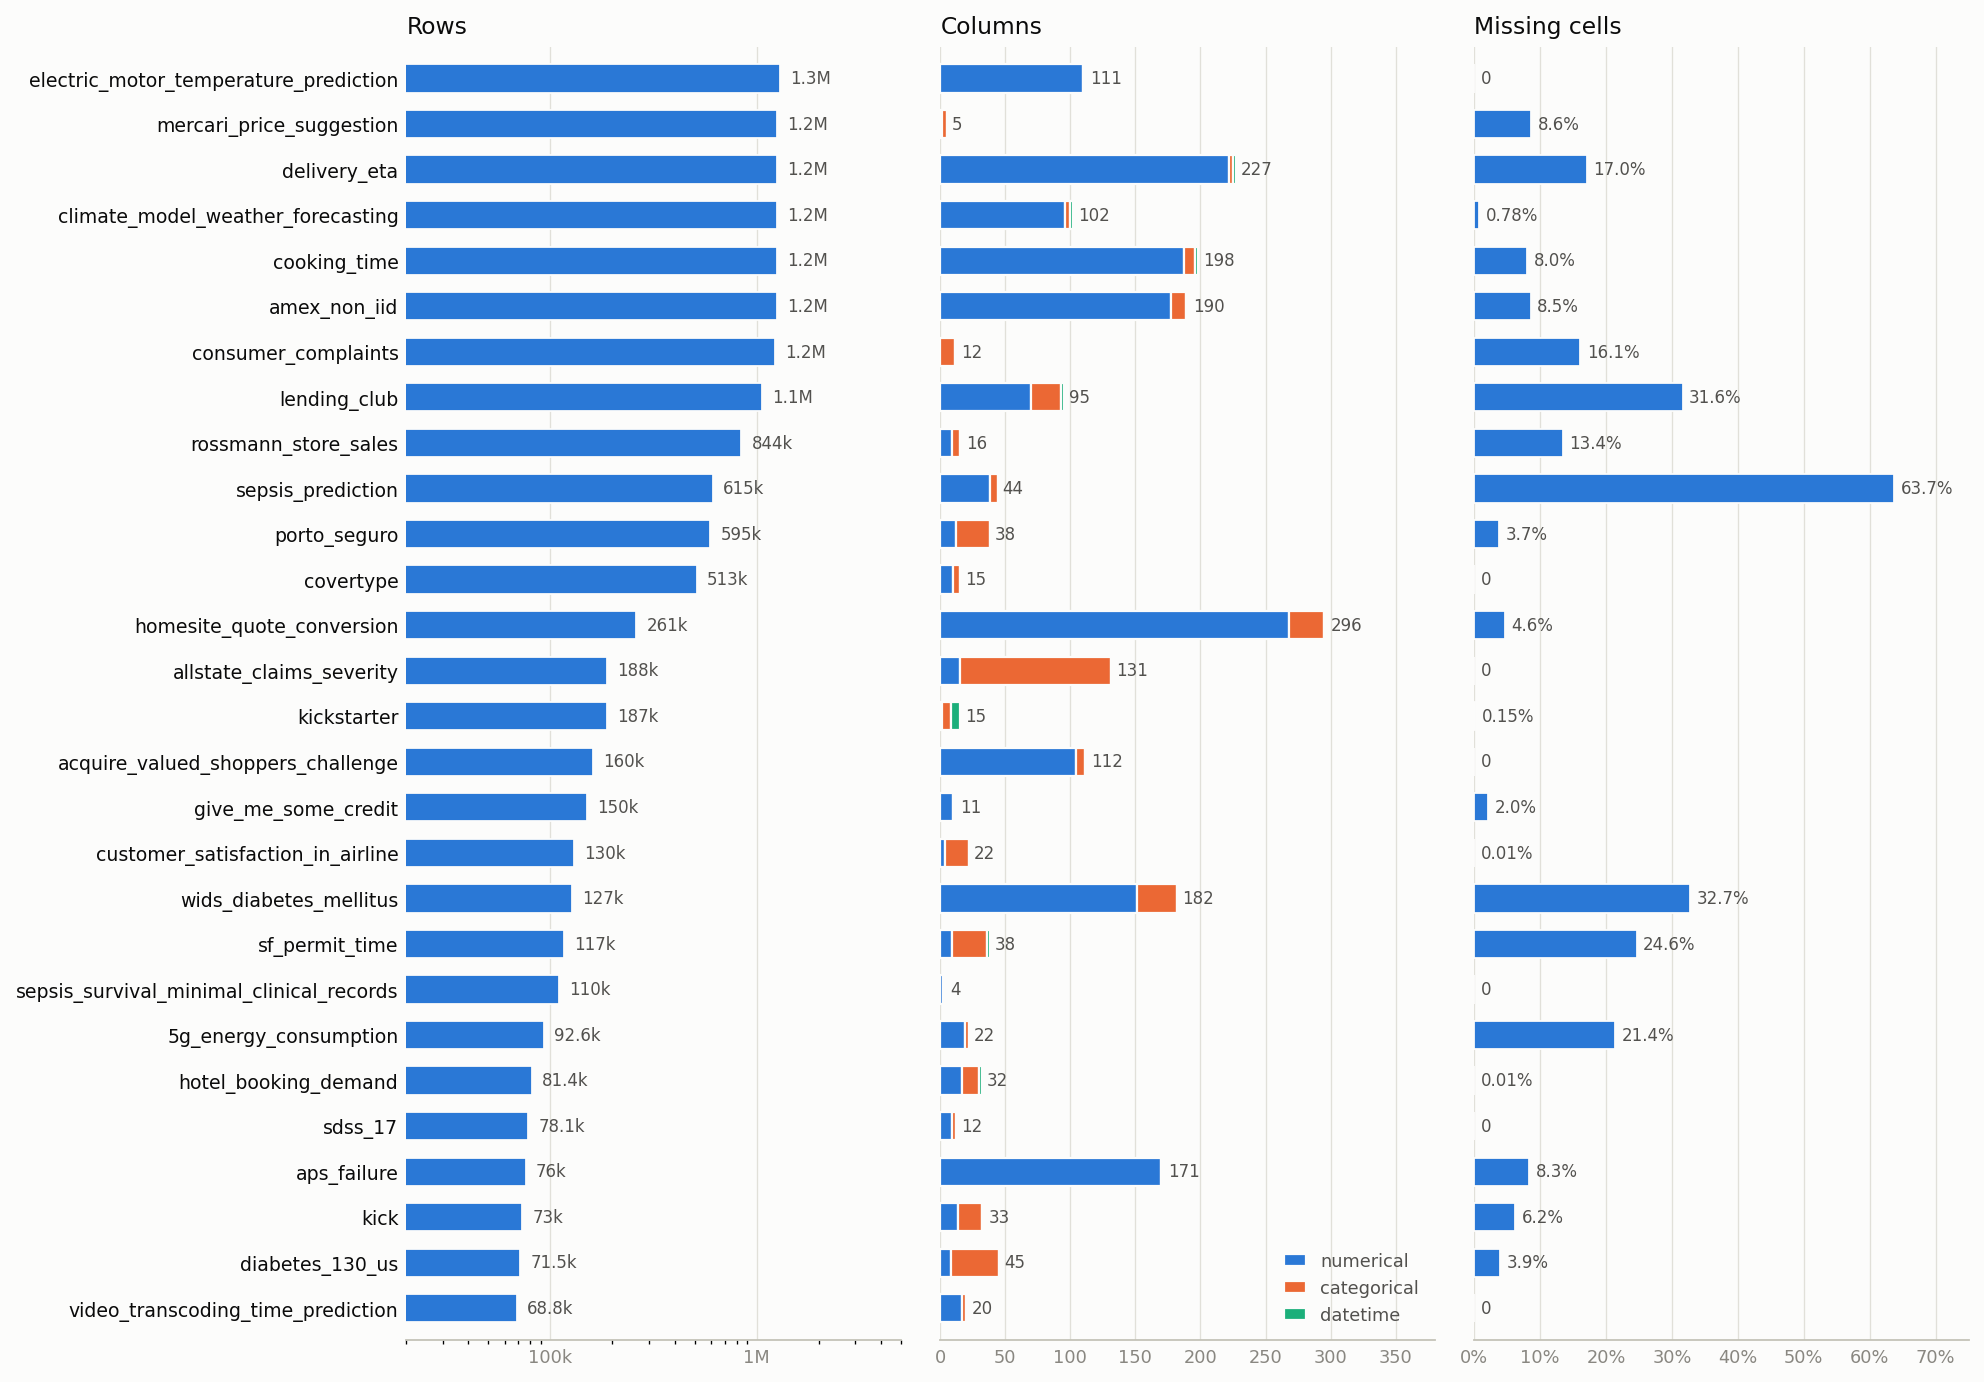 Rows Columns Missing cells
electric_motor_temperature_prediction 1.3M 111 0
mercari_price_suggestion 1.2M 5 8.6%
delivery_eta 1.2M 227 17.0%
climate_model_weather_forecasting 1.2M 102 0.78%
cooking_time 1.2M 198 8.0%
amex_non_iid 1.2M 190 8.5%
consumer_complaints 1.2M 12 16.1%
lending_club 1.1M 95 31.6%
rossmann_store_sales 844k 16 13.4%
sepsis_prediction 615k 44 63.7%
porto_seguro 595k 38 3.7%
covertype 513k 15 0
homesite_quote_conversion 261k 296 4.6%
allstate_claims_severity 188k 131 0
kickstarter 187k 15 0.15%
acquire_valued_shoppers_challenge 160k 112 0
give_me_some_credit 150k 11 2.0%
customer_satisfaction_in_airline 130k 22 0.01%
wids_diabetes_mellitus 127k 182 32.7%
sf_permit_time 117k 38 24.6%
sepsis_survival_minimal_clinical_records 110k 4 0
5g_energy_consumption 92.6k 22 21.4%
hotel_booking_demand 81.4k 32 0.01%
sdss_17 78.1k 12 0
aps_failure 76k 171 8.3%
kick 73k 33 6.2%
diabetes_130_us 71.5k 45 3.9%
video_transcoding_time_prediction 68.8k 20 0
numerical
categorical
datetime
100k 1M 0 50 100 150 200 250 300 350 0% 10% 20% 30% 40% 50% 60% 70%